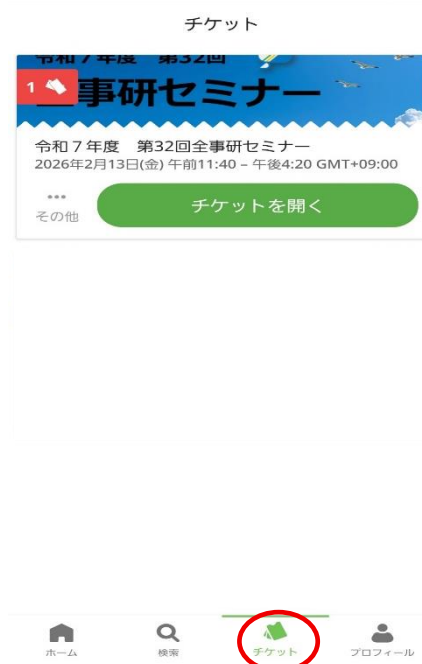 チケット
令和7年度 第32回
1
事研セミナー
令和7年度 第32回全事研セミナー
2026年2月13日(金) 午前11:40 – 午後4:20 GMT+09:00
その他
チケットを開く
ホーム
検索
チケット
プロフィール